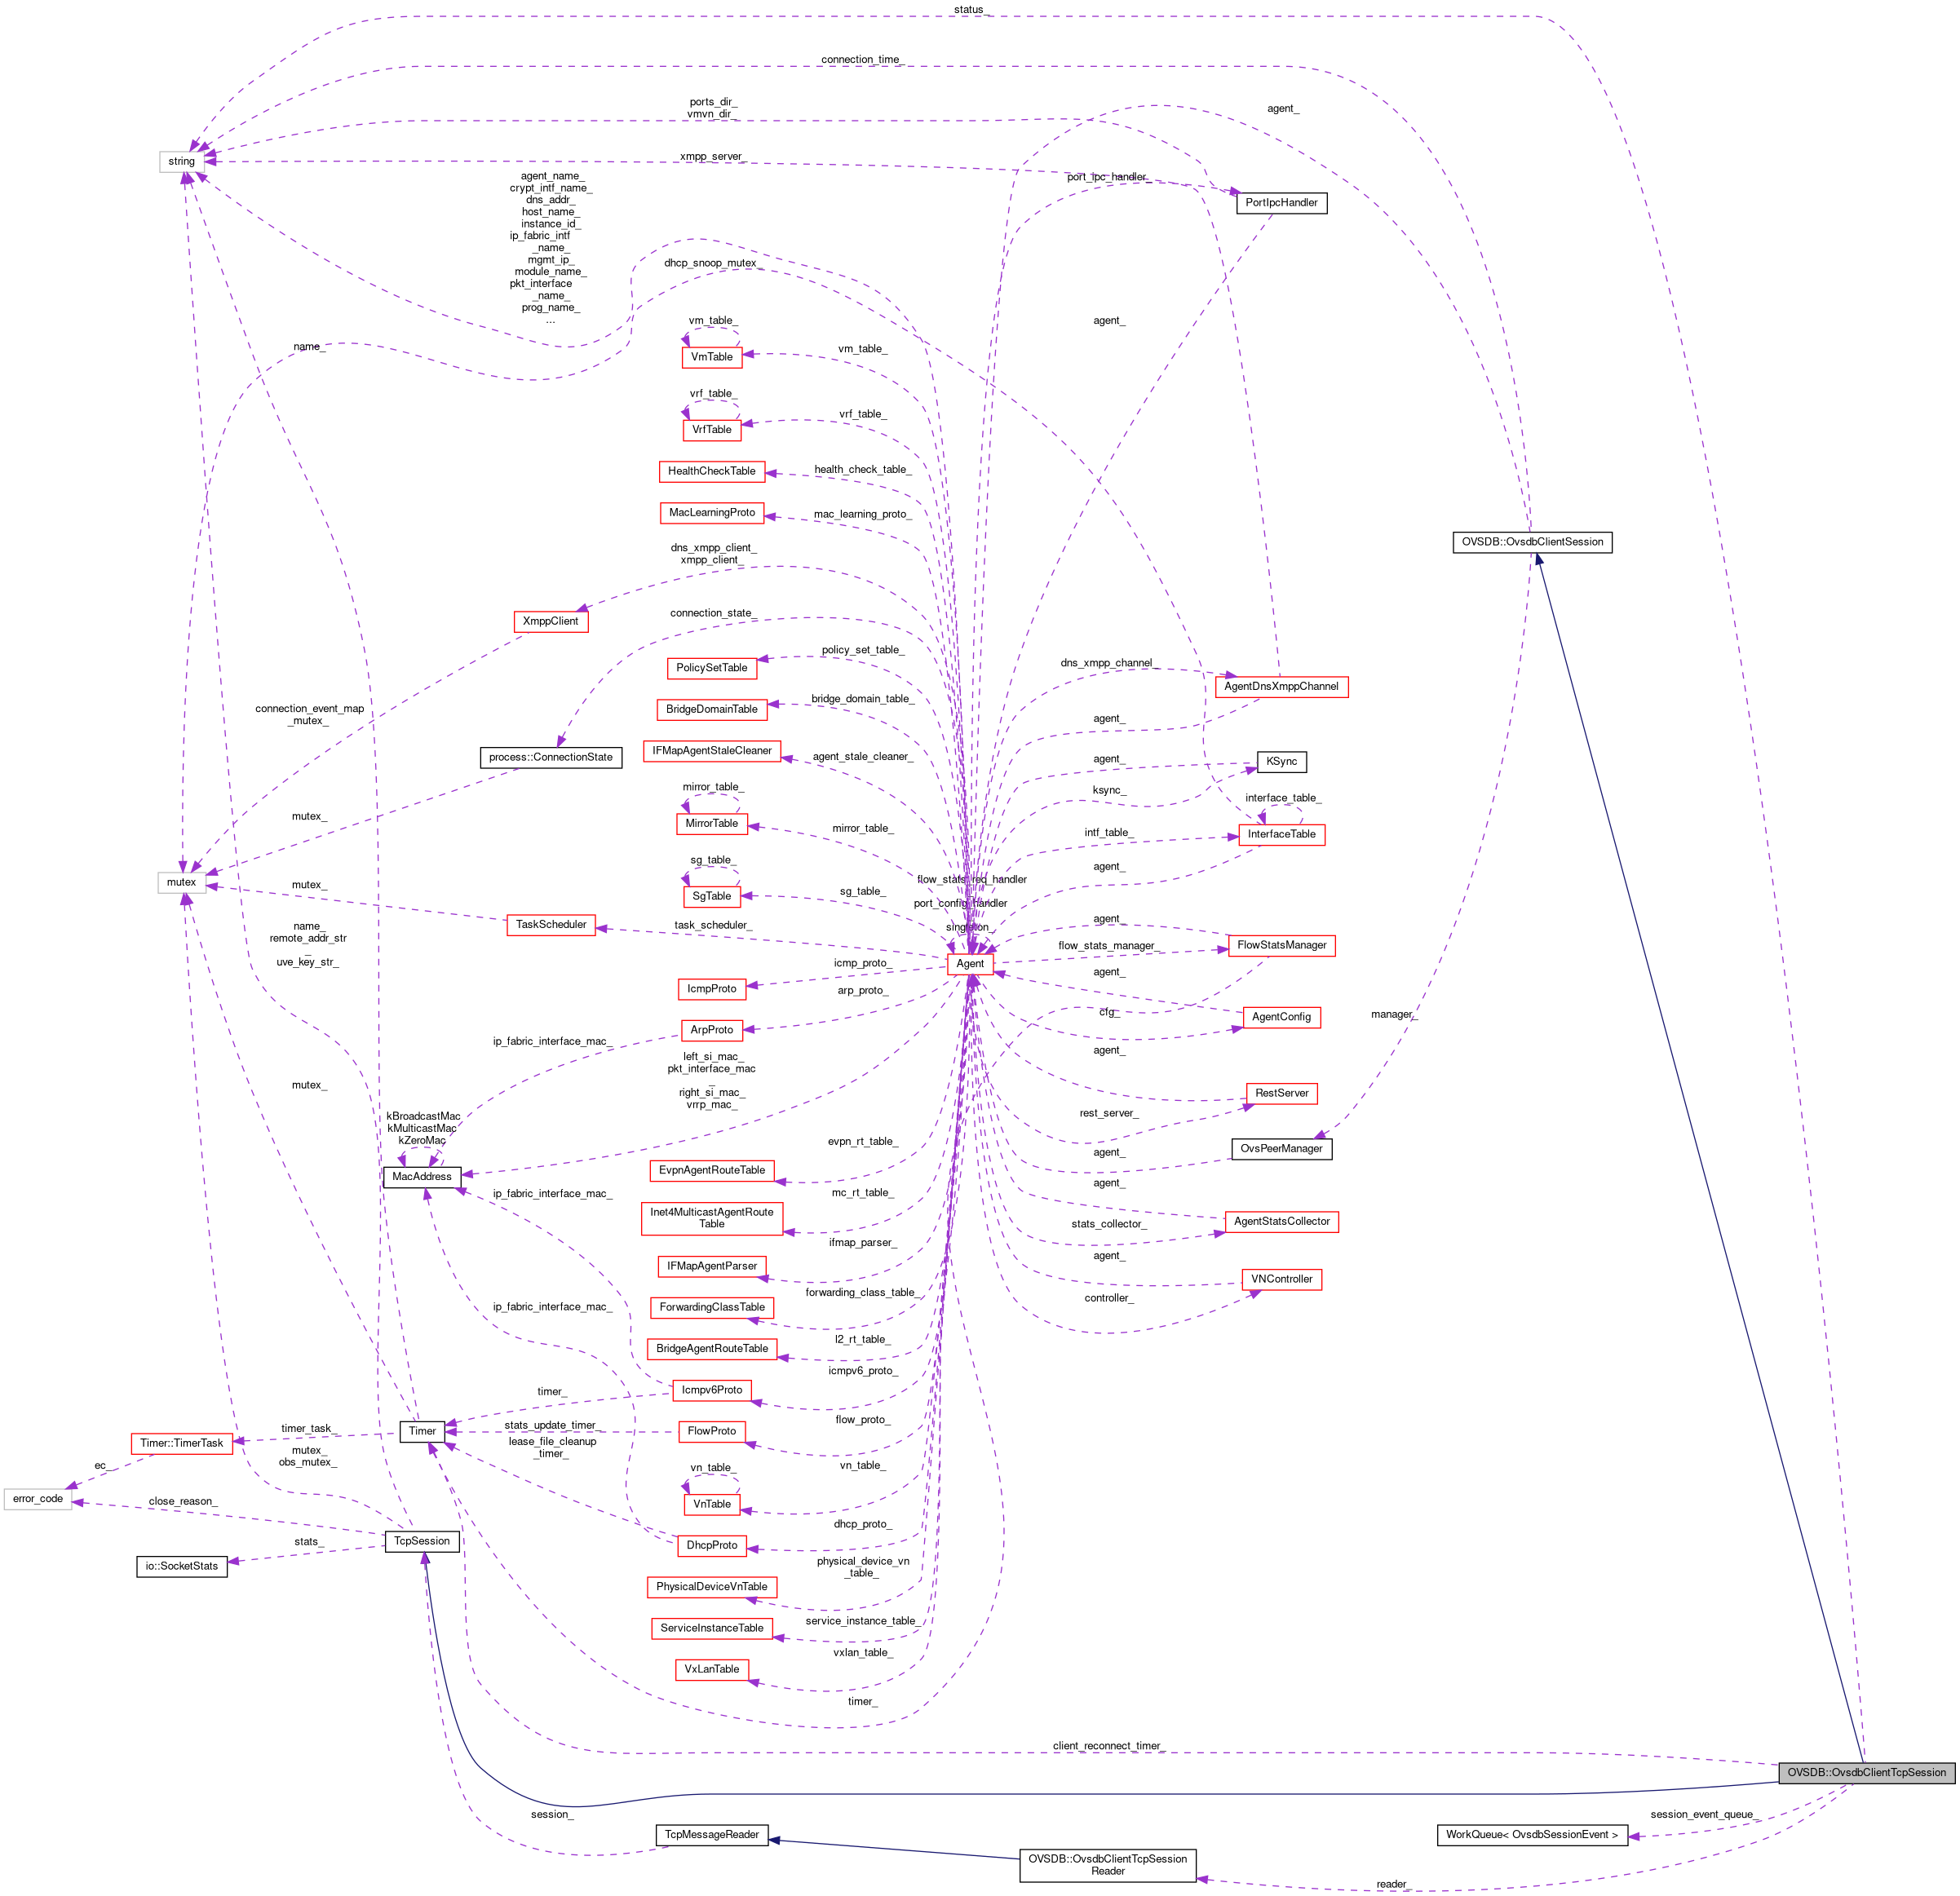 status_
connection_time_
ports_dir_
vmvn_dir_
agent_
string
xmpp_server_
agent_name_
crypt_intf_name_
dns_addr_
host_name_
instance_id_
ip_fabric_intf
_name_
mgmt_ip_
module_name_
pkt_interface
_name_
prog_name_
...
port_ipc_handler_
PortIpcHandler
dhcp_snoop_mutex_
name_
vm_table_
VmTable
vm_table_
agent_
vrf_table_
VrfTable
vrf_table_
HealthCheckTable
health_check_table_
MacLearningProto
mac_learning_proto_
OVSDB::OvsdbClientSession
dns_xmpp_client_
xmpp_client_
XmppClient
connection_state_
PolicySetTable
policy_set_table_
dns_xmpp_channel_
AgentDnsXmppChannel
BridgeDomainTable
bridge_domain_table_
agent_
connection_event_map
_mutex_
process::ConnectionState
IFMapAgentStaleCleaner
agent_stale_cleaner_
agent_
KSync
ksync_
mirror_table_
MirrorTable
mirror_table_
interface_table_
intf_table_
InterfaceTable
mutex_
agent_
mutex
mutex_
sg_table_
SgTable
sg_table_
flow_stats_req_handler
port_config_handler
singleton_
TaskScheduler
task_scheduler_
Agent
agent_
flow_stats_manager_
FlowStatsManager
name_
remote_addr_str
_
uve_key_str_
IcmpProto
icmp_proto_
agent_
arp_proto_
ArpProto
cfg_
AgentConfig
manager_
ip_fabric_interface_mac_
left_si_mac_
pkt_interface_mac
_
right_si_mac_
vrrp_mac_
agent_
mutex_
RestServer
rest_server_
kBroadcastMac
kMulticastMac
kZeroMac
MacAddress
evpn_rt_table_
EvpnAgentRouteTable
OvsPeerManager
agent_
ip_fabric_interface_mac_
mc_rt_table_
Inet4MulticastAgentRoute
Table
agent_
AgentStatsCollector
stats_collector_
ifmap_parser_
IFMapAgentParser
agent_
VNController
controller_
forwarding_class_table_
ForwardingClassTable
ip_fabric_interface_mac_
l2_rt_table_
BridgeAgentRouteTable
icmpv6_proto_
Icmpv6Proto
timer_
flow_proto_
FlowProto
stats_update_timer_
Timer
timer_task_
Timer::TimerTask
lease_file_cleanup
_timer_
mutex_
obs_mutex_
ec_
error_code
vn_table_
VnTable
vn_table_
close_reason_
dhcp_proto_
DhcpProto
TcpSession
stats_
io::SocketStats
physical_device_vn
_table_
PhysicalDeviceVnTable
service_instance_table_
ServiceInstanceTable
vxlan_table_
VxLanTable
timer_
client_reconnect_timer_
OVSDB::OvsdbClientTcpSession
session_
TcpMessageReader
session_event_queue_
WorkQueue< OvsdbSessionEvent >
OVSDB::OvsdbClientTcpSession
Reader
reader_